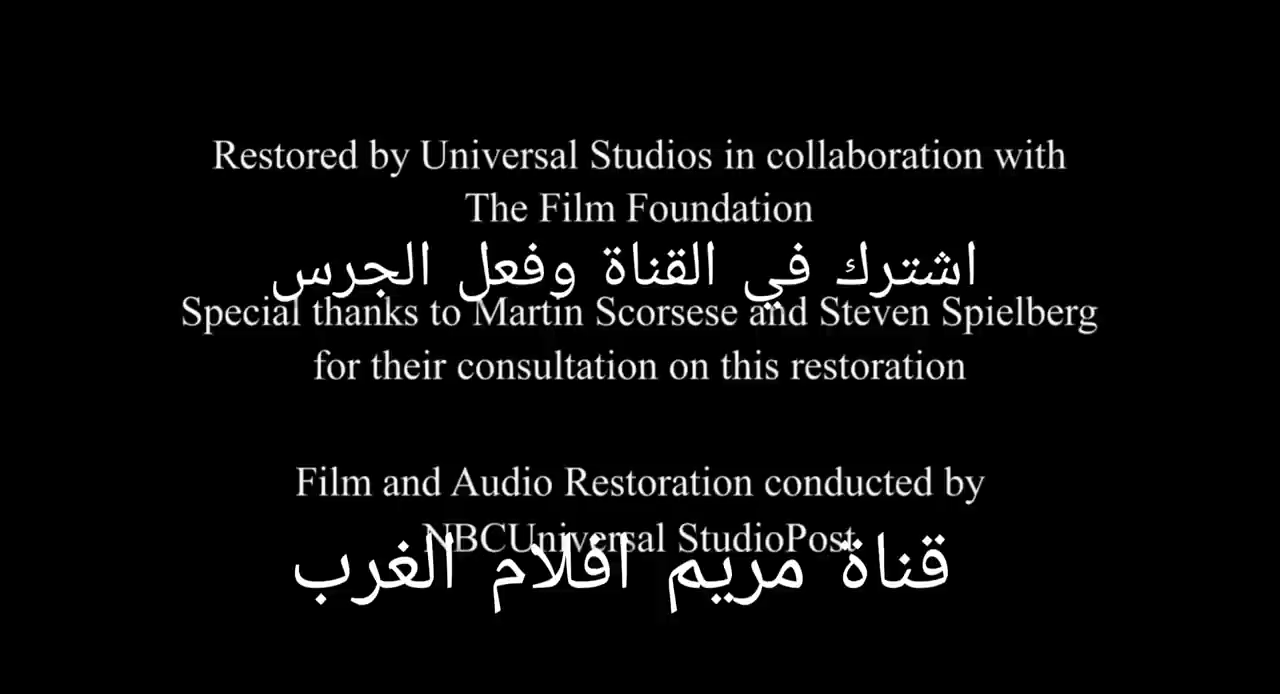 Restored by Universal Studios in collaboration with
The Film Foundation
اشترك في القناة وفعل الجرس
Special thanks to Martin Scorsese and Steven Spielberg
for their consultation on this restoration
Film and Audio Restoration conducted by
NBCUniversal StudioPost
قناة مريم افلام الغرب